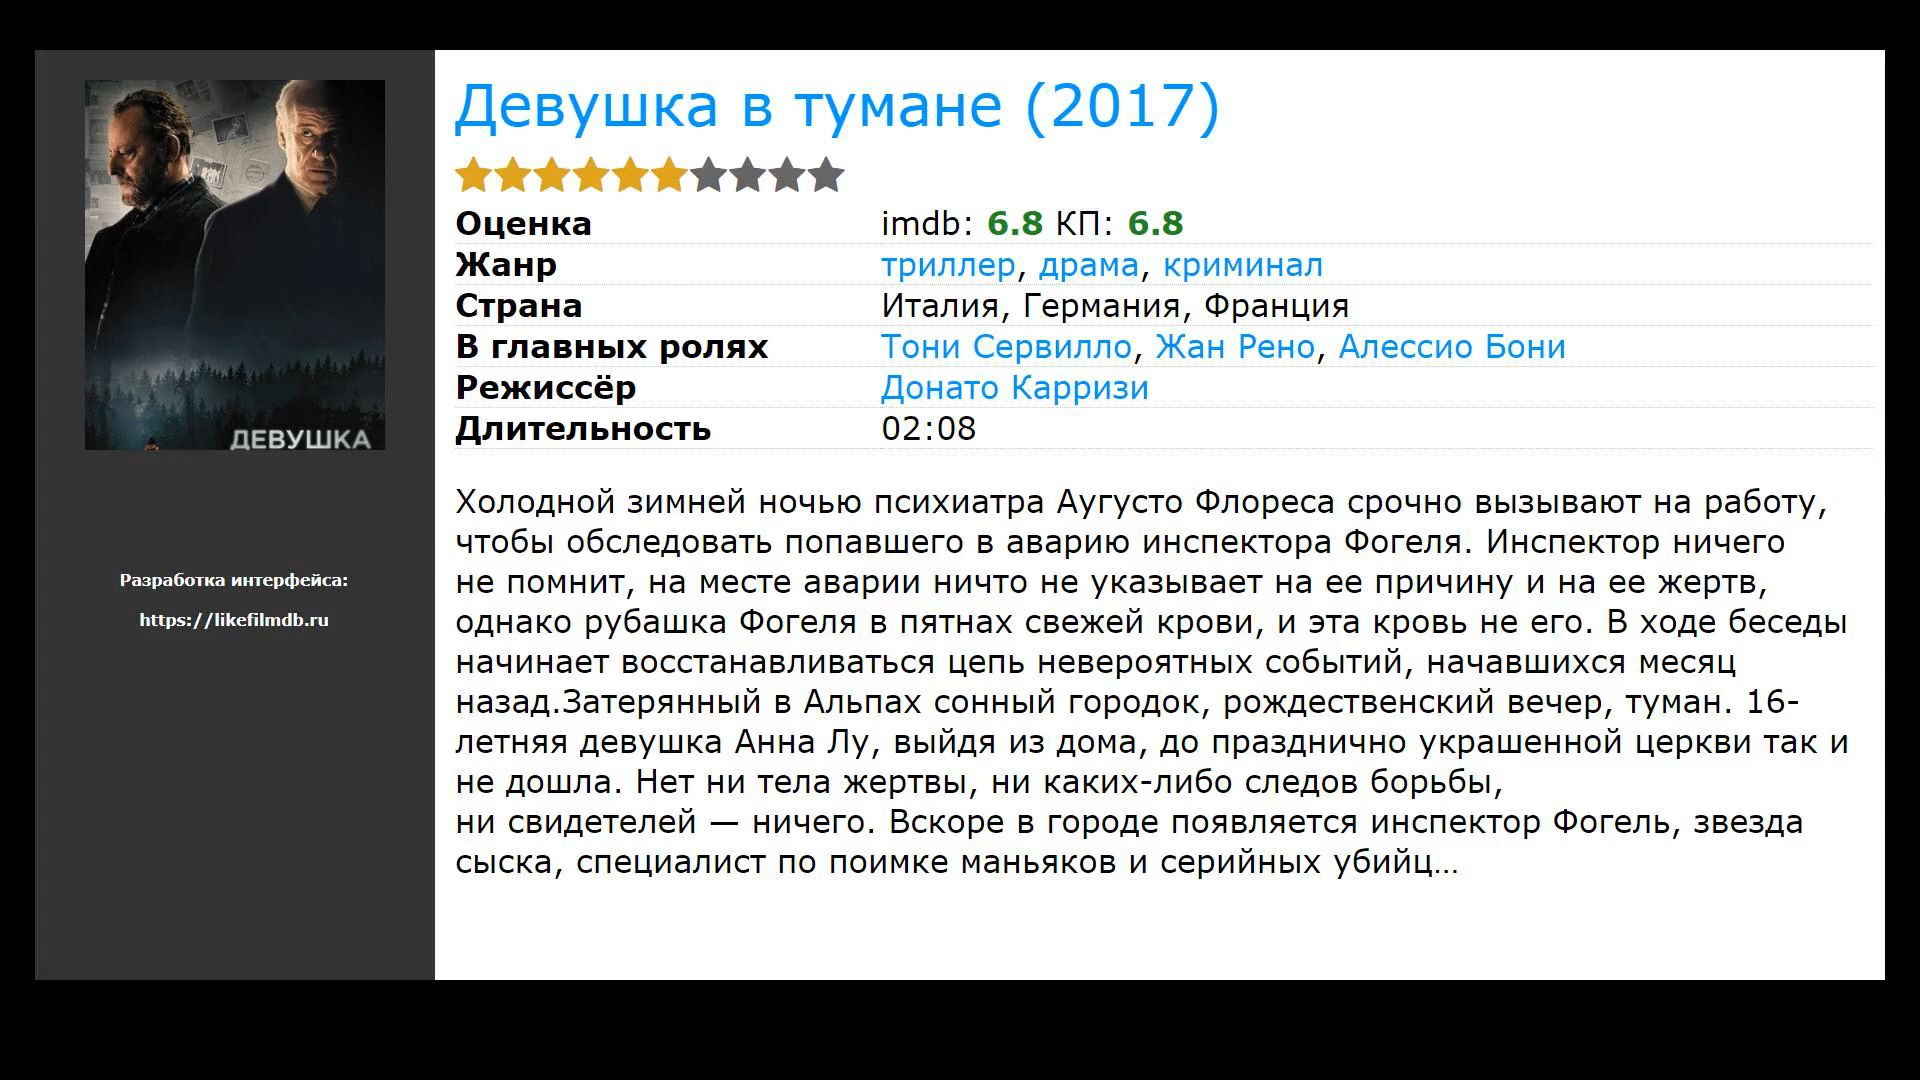 ДЕВУШКА
Разработка интерфейса:
https://likefilmdb.ru
Девушка в тумане (2017)
Оценка imdb: 6.8 КП: 6.8
Жанр триллер, драма, криминал
Страна Италия, Германия, Франция
В главных ролях Тони Сервилло, Жан Рено, Алессио Бони
Режиссёр Донато Карризи
Длительность 02:08
Холодной зимней ночью психиатра Аугусто Флореса срочно вызывают на работу,
чтобы обследовать попавшего в аварию инспектора Фогеля. Инспектор ничего
не помнит, на месте аварии ничто не указывает на ее причину и на ее жертв,
однако рубашка Фогеля в пятнах свежей крови, и эта кровь не его. В ходе беседы
начинает восстанавливаться цепь невероятных событий, начавшихся месяц
назад.Затерянный в Альпах сонный городок, рождественский вечер, туман. 16-
летняя девушка Анна Лу, выйдя из дома, до празднично украшенной церкви так и
не дошла. Нет ни тела жертвы, ни каких-либо следов борьбы,
ни свидетелей — ничего. Вскоре в городе появляется инспектор Фогель, звезда
сыска, специалист по поимке маньяков и серийных убийц...